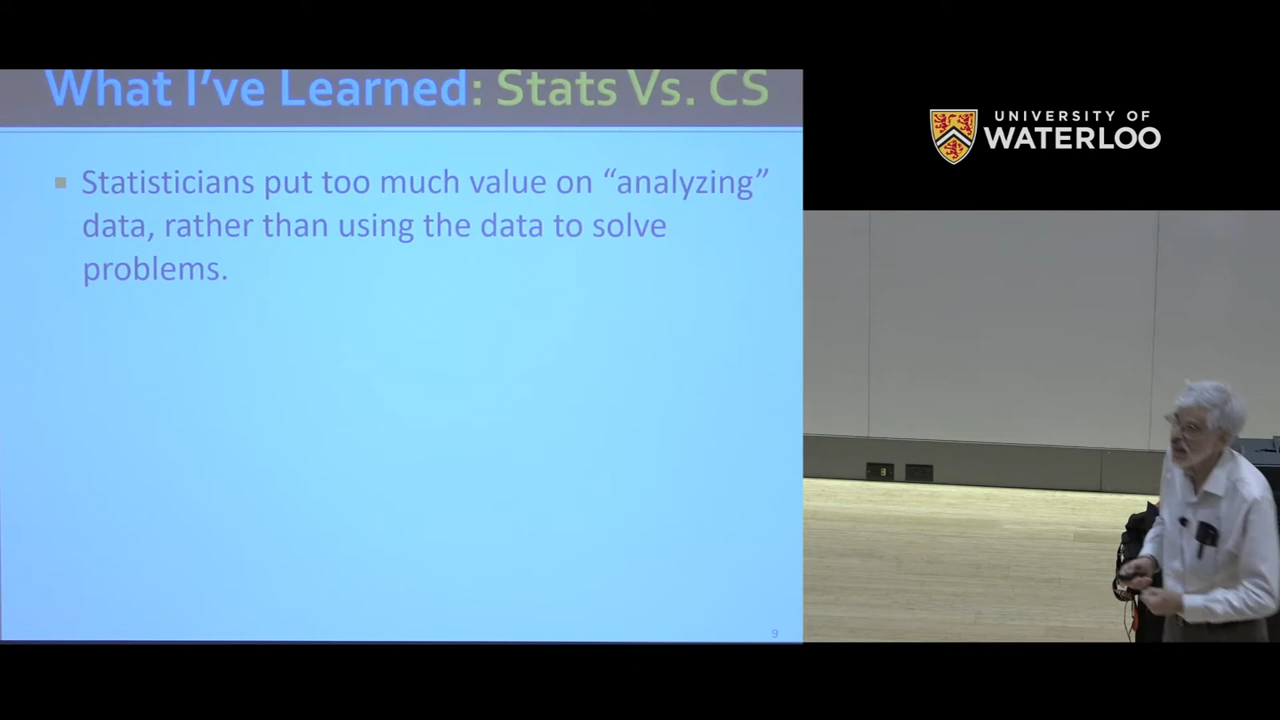 What I've Learned: Stats Vs. CS
Statisticians put too much value on “analyzing”
data, rather than using the data to solve
problems.
9
UNIVERSITY OF
WATERLOO